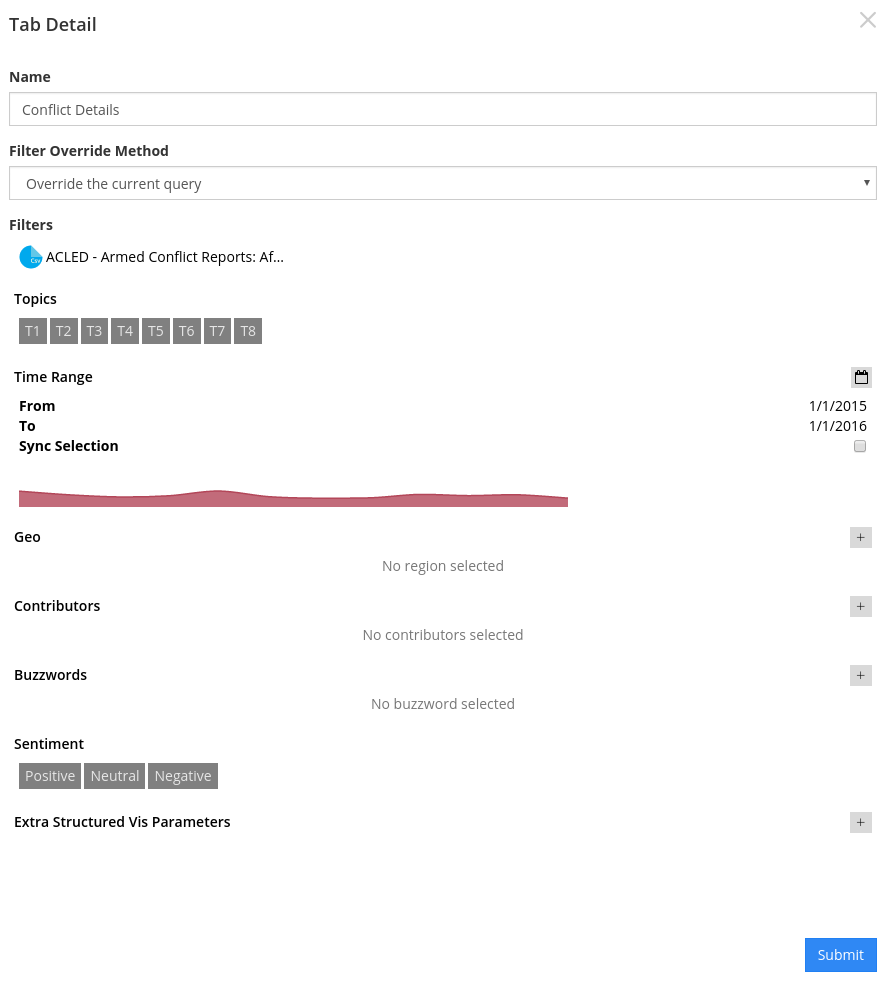 Tab Detail
Name
Conflict Details
Filter Override Method
Override the current query
Filters
CSV ACLED - Armed Conflict Reports: Af...
Topics
T1 T2 T3 T4 T5 T6 T7 T8
Time Range
From 1/1/2015
To 1/1/2016
Sync Selection
Geo +
No region selected
Contributors +
No contributors selected
Buzzwords +
No buzzword selected
Sentiment
Positive Neutral Negative
Extra Structured Vis Parameters +
Submit